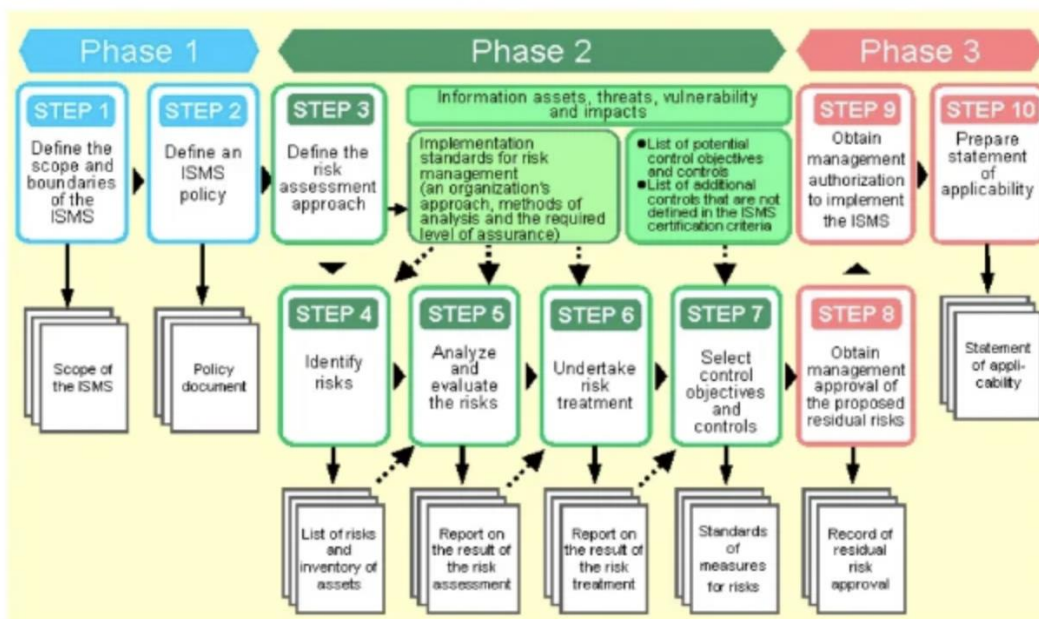 Phase 1
Phase 2
Phase 3
STEP 1
Define the
scope and
boundaries
of the
ISMS
STEP 2
Define an
ISMS
policy
STEP 3
Define the
risk
assessment
approach
Information assets, threats, vulnerability
and impacts
Implementation
standards for risk
management
(an organization's
approach, methods of
analysis and the required
level of assurance)
●List of potential
control objectives
and controls
●List of additional
controls that are not
defined in the ISMS
certification criteria
STEP 9
Obtain
management
authorization
to implement
the ISMS
STEP 10
Prepare
statement
of
applicability
Scope of
the ISMS
Policy
document
STEP 4
Identify
risks
STEP 5
Analyze
and
evaluate
the risks
STEP 6
Undertake
risk
treatment
STEP 7
Select
control
objectives
and
controls
STEP 8
Obtain
management
approval of
the proposed
residual risks
Statement
of appli-
cability
List of risks
and
inventory of
assets
Report on
the result of
the risk
assessment
Report on
the result of
the risk
treatment
Standards
of
measures
for risks
Record of
residual
risk
approval